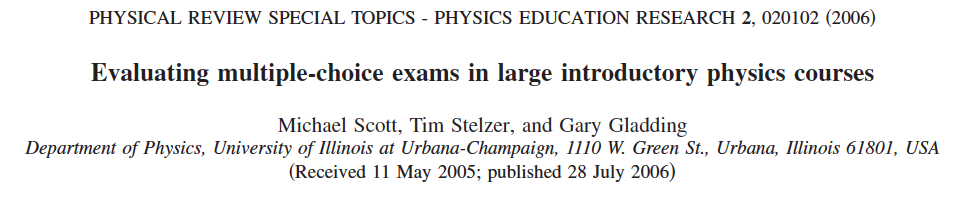 PHYSICAL REVIEW SPECIAL TOPICS - PHYSICS EDUCATION RESEARCH 2, 020102 (2006)
Evaluating multiple-choice exams in large introductory physics courses
Michael Scott, Tim Stelzer, and Gary Gladding
Department of Physics, University of Illinois at Urbana-Champaign, 1110 W. Green St., Urbana, Illinois 61801, USA
(Received 11 May 2005; published 28 July 2006)